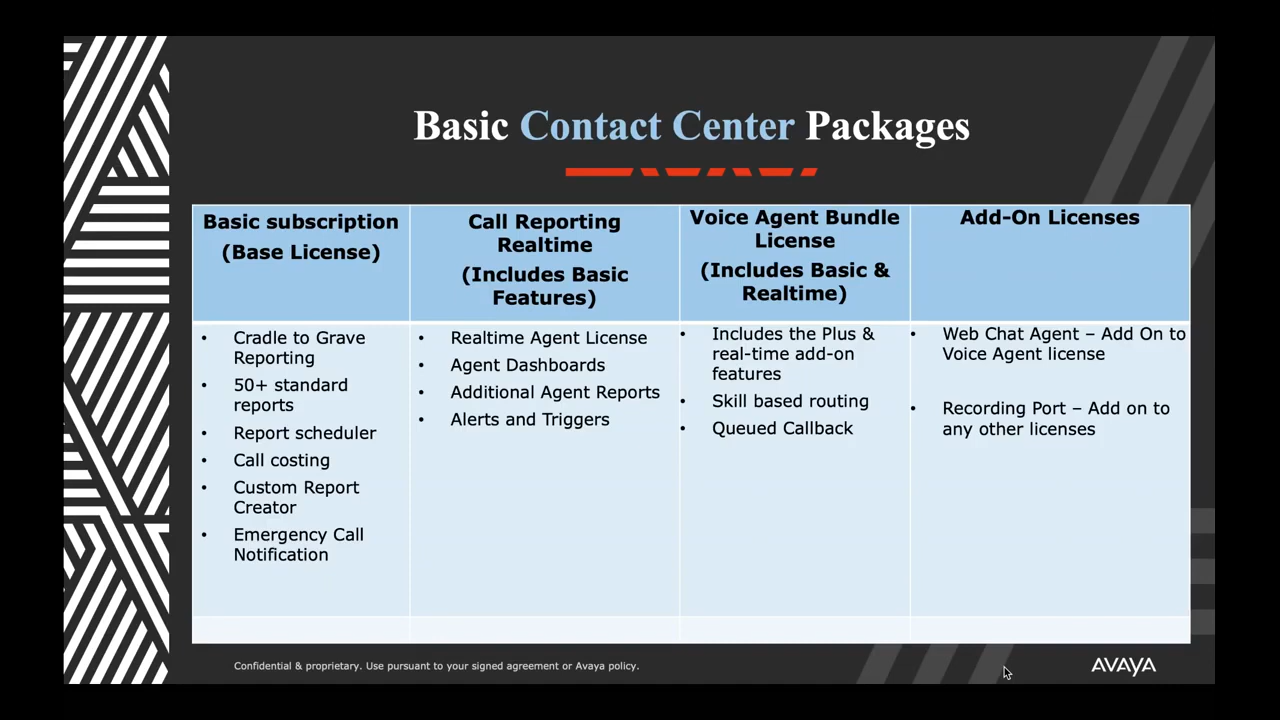 Basic Contact Center Packages
Basic subscription
(Base License)
Call Reporting
Realtime
(Includes Basic
Features)
Voice Agent Bundle
License
(Includes Basic &
Realtime)
Add-On Licenses
• Cradle to Grave
Reporting
• 50+ standard
reports
• Report scheduler
• Call costing
• Custom Report
Creator
• Emergency Call
Notification
• Realtime Agent License
• Agent Dashboards
• Additional Agent Reports
• Alerts and Triggers
• Includes the Plus &
real-time add-on
features
• Skill based routing
• Queued Callback
• Web Chat Agent – Add On to
Voice Agent license
• Recording Port – Add on to
any other licenses
Confidential & proprietary. Use pursuant to your signed agreement or Avaya policy.
AVAYA